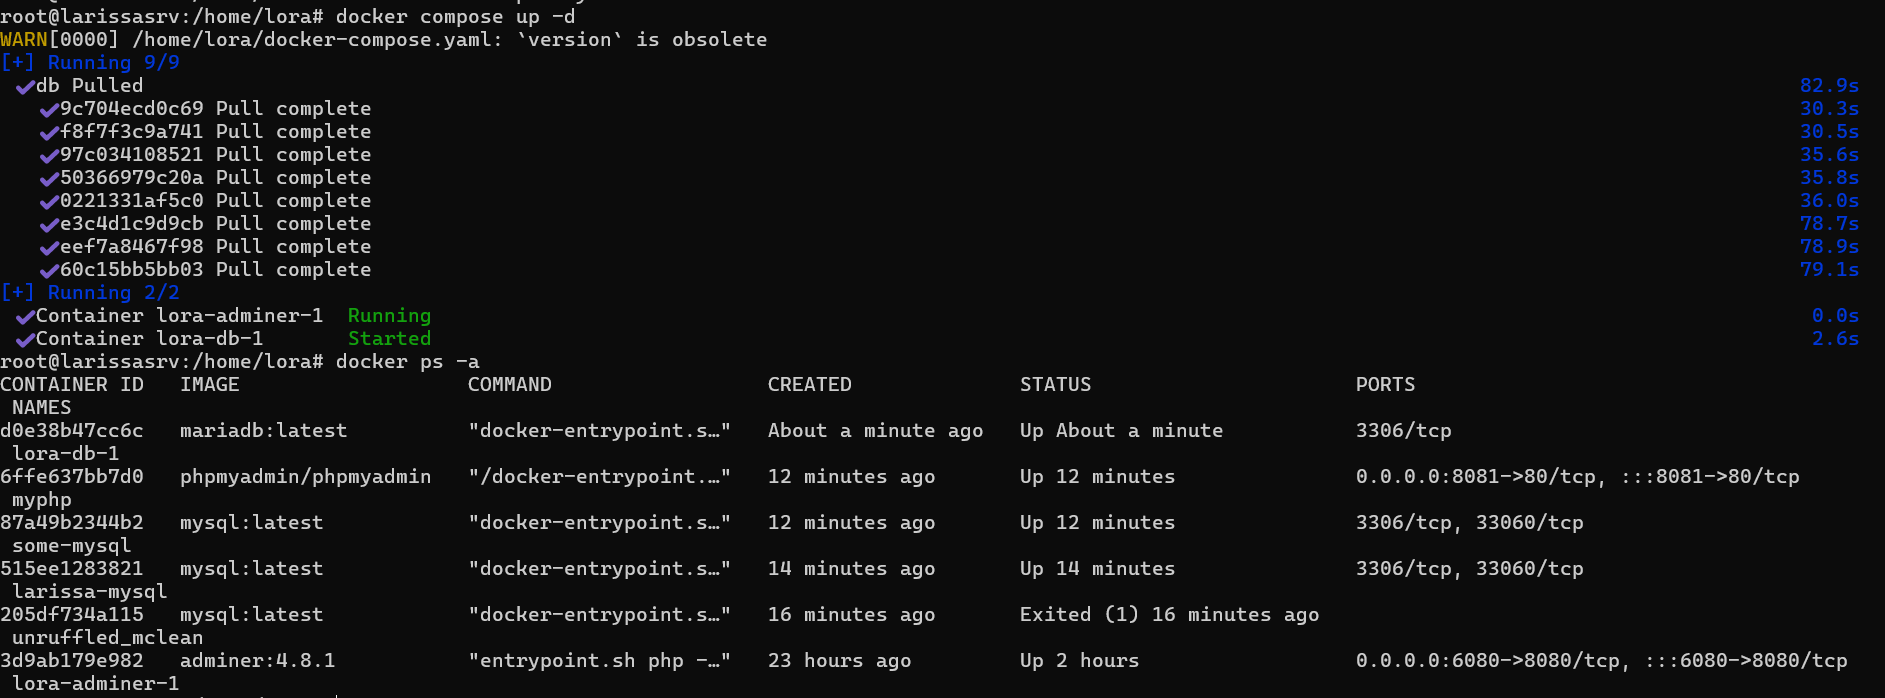 root@larissasrv:/home/lora# docker compose up -d
WARN[0000] /home/lora/docker-compose.yaml: `version` is obsolete
[+] Running 9/9
✔db Pulled 82.9s
✔9c704ecd0c69 Pull complete 30.3s
✔f8f7f3c9a741 Pull complete 30.5s
✔97c034108521 Pull complete 35.6s
✔50366979c20a Pull complete 35.8s
✔0221331af5c0 Pull complete 36.0s
✔e3c4d1c9d9cb Pull complete 78.7s
✔eef7a8467f98 Pull complete 78.9s
✔60c15bb5bb03 Pull complete 79.1s
[+] Running 2/2
✔Container lora-adminer-1 Running 0.0s
✔Container lora-db-1 Started 2.6s
root@larissasrv:/home/lora# docker ps -a
CONTAINER ID IMAGE COMMAND CREATED STATUS PORTS
NAMES
d0e38b47cc6c mariadb:latest "docker-entrypoint.s…" About a minute ago Up About a minute 3306/tcp
lora-db-1
6ffe637bb7d0 phpmyadmin/phpmyadmin "/docker-entrypoint.…" 12 minutes ago Up 12 minutes 0.0.0.0:8081->80/tcp, :::8081->80/tcp
myphp
87a49b2344b2 mysql:latest "docker-entrypoint.s…" 12 minutes ago Up 12 minutes 3306/tcp, 33060/tcp
some-mysql
515ee1283821 mysql:latest "docker-entrypoint.s…" 14 minutes ago Up 14 minutes 3306/tcp, 33060/tcp
larissa-mysql
205df734a115 mysql:latest "docker-entrypoint.s…" 16 minutes ago Exited (1) 16 minutes ago
unruffled_mclean
3d9ab179e982 adminer:4.8.1 "entrypoint.sh php -…" 23 hours ago Up 2 hours 0.0.0.0:6080->8080/tcp, :::6080->8080/tcp
lora-adminer-1